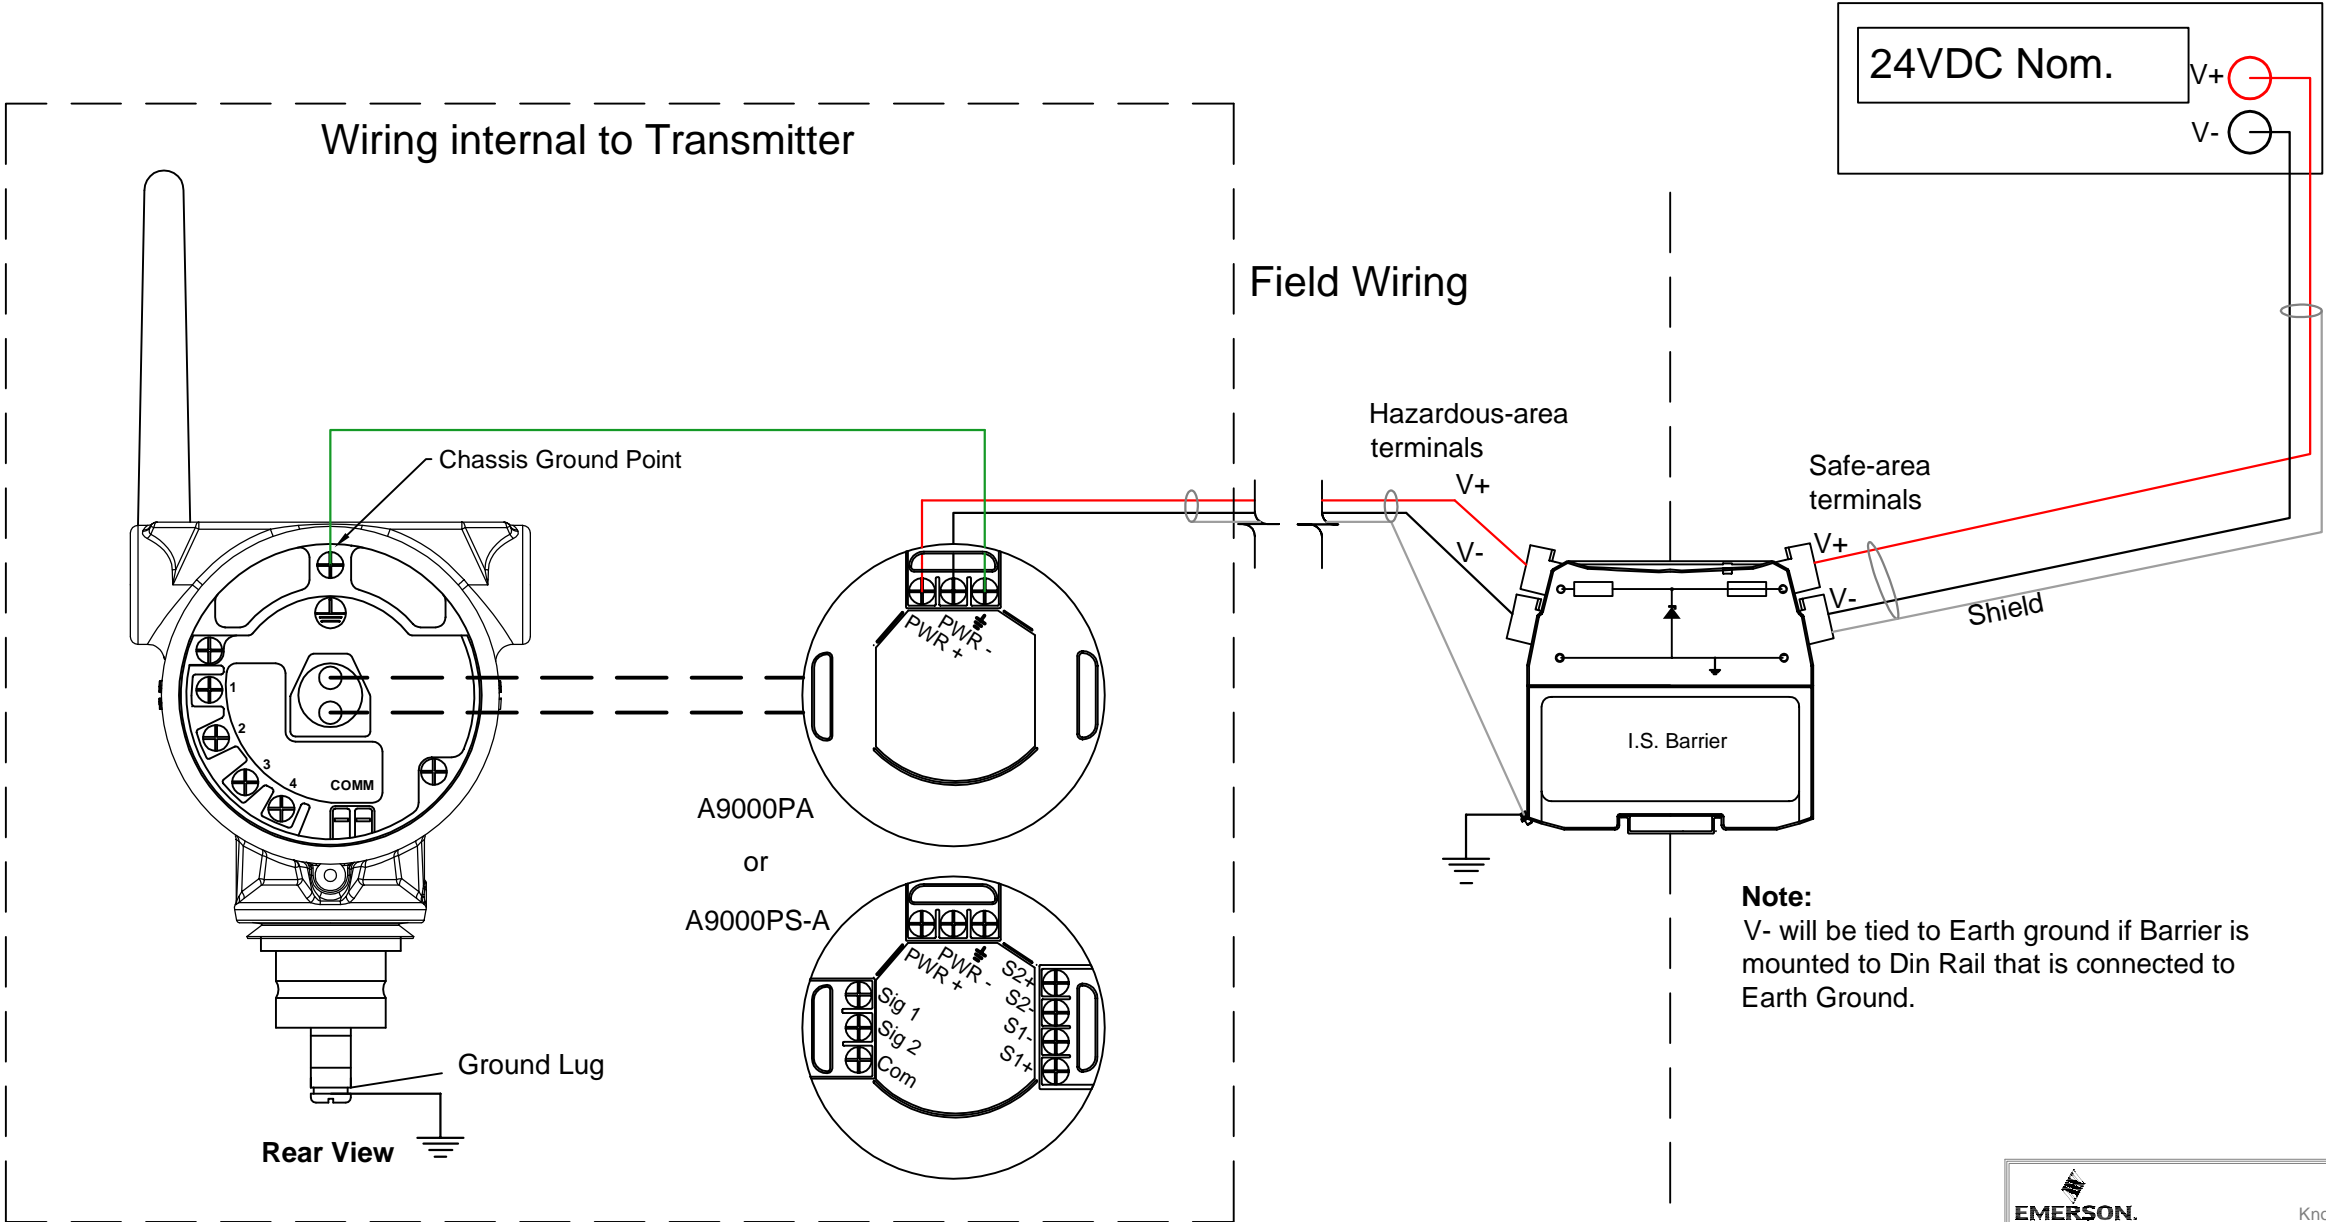 24VDC Nom.
V+
V-
Wiring internal to Transmitter
Field Wiring
Hazardous-area
terminals
V+
V-
Safe-area
terminals
V+
V-
Shield
Chassis Ground Point
PWR +
PWR -
1
2
3
4
COMM
I.S. Barrier
A9000PA
or
A9000PS-A
PWR +
PWR -
Sig 1
Sig 2
Com
S2+
S2-
S1-
S1+
Note:
V- will be tied to Earth ground if Barrier is
mounted to Din Rail that is connected to
Earth Ground.
Ground Lug
Rear View
EMERSON.